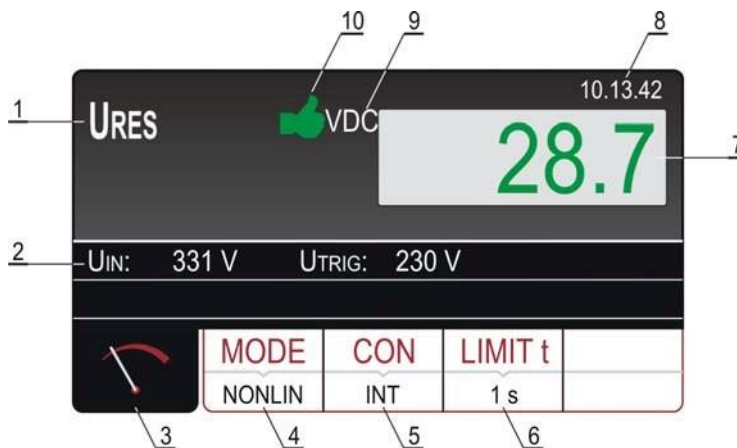 10 9 8
10.13.42
1 URES VDC 28.7 7
2 UIN: 331 V UTRIG: 230 V
MODE CON LIMIT t
NONLIN INT 1 s
3 4 5 6